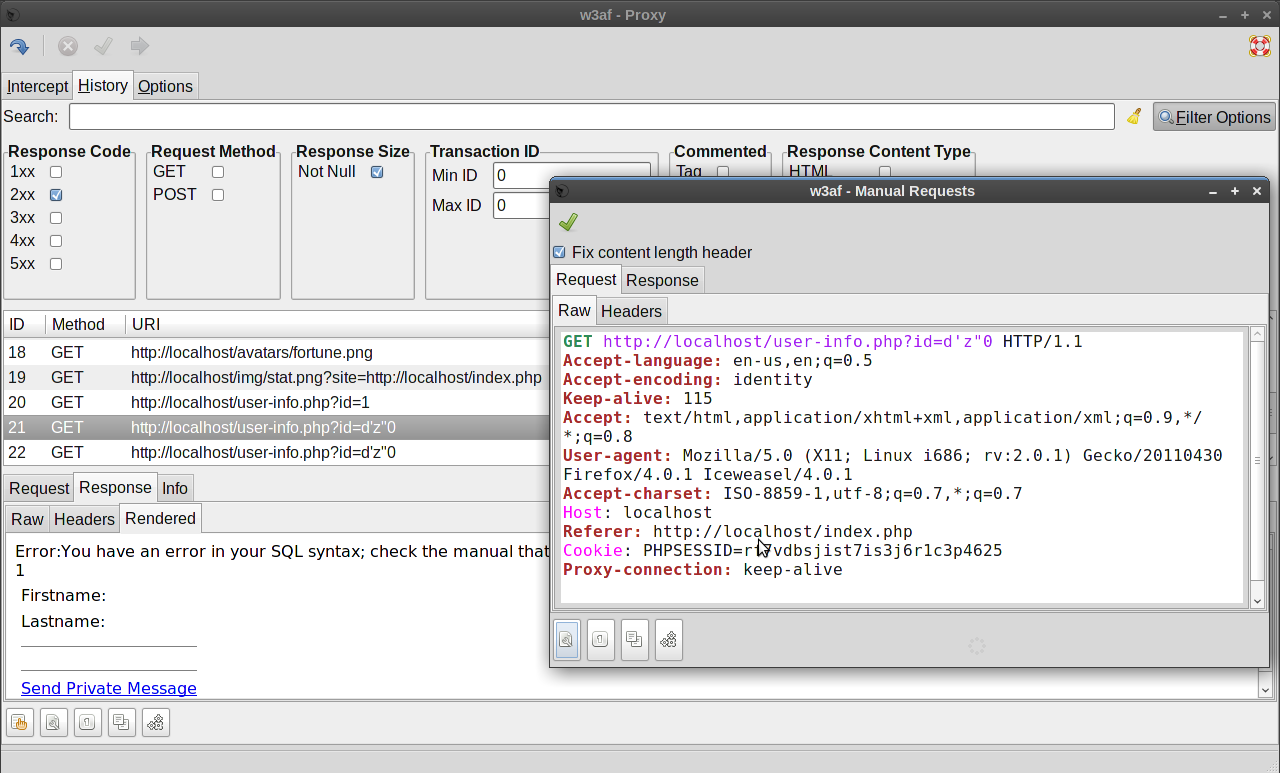 w3af - Proxy
Intercept History Options
Search: Filter Options
Response Code Request Method Response Size Transaction ID Commented Response Content Type
1xx GET Not Null Min ID 0 Tag HTML
2xx POST Max ID 0
3xx
4xx
5xx
ID Method URI
18 GET http://localhost/avatars/fortune.png
19 GET http://localhost/img/stat.png?site=http://localhost/index.php
20 GET http://localhost/user-info.php?id=1
21 GET http://localhost/user-info.php?id=d'z"0
22 GET http://localhost/user-info.php?id=d'z"0
Request Response Info
Raw Headers Rendered
Error:You have an error in your SQL syntax; check the manual that
1
Firstname:
Lastname:
Send Private Message
w3af - Manual Requests
Fix content length header
Request Response
Raw Headers
GET http://localhost/user-info.php?id=d'z"0 HTTP/1.1
Accept-language: en-us,en;q=0.5
Accept-encoding: identity
Keep-alive: 115
Accept: text/html,application/xhtml+xml,application/xml;q=0.9,*/
*;q=0.8
User-agent: Mozilla/5.0 (X11; Linux i686; rv:2.0.1) Gecko/20110430
Firefox/4.0.1 Iceweasel/4.0.1
Accept-charset: ISO-8859-1,utf-8;q=0.7,*;q=0.7
Host: localhost
Referer: http://localhost/index.php
Cookie:
Proxy-connection: keep-alive